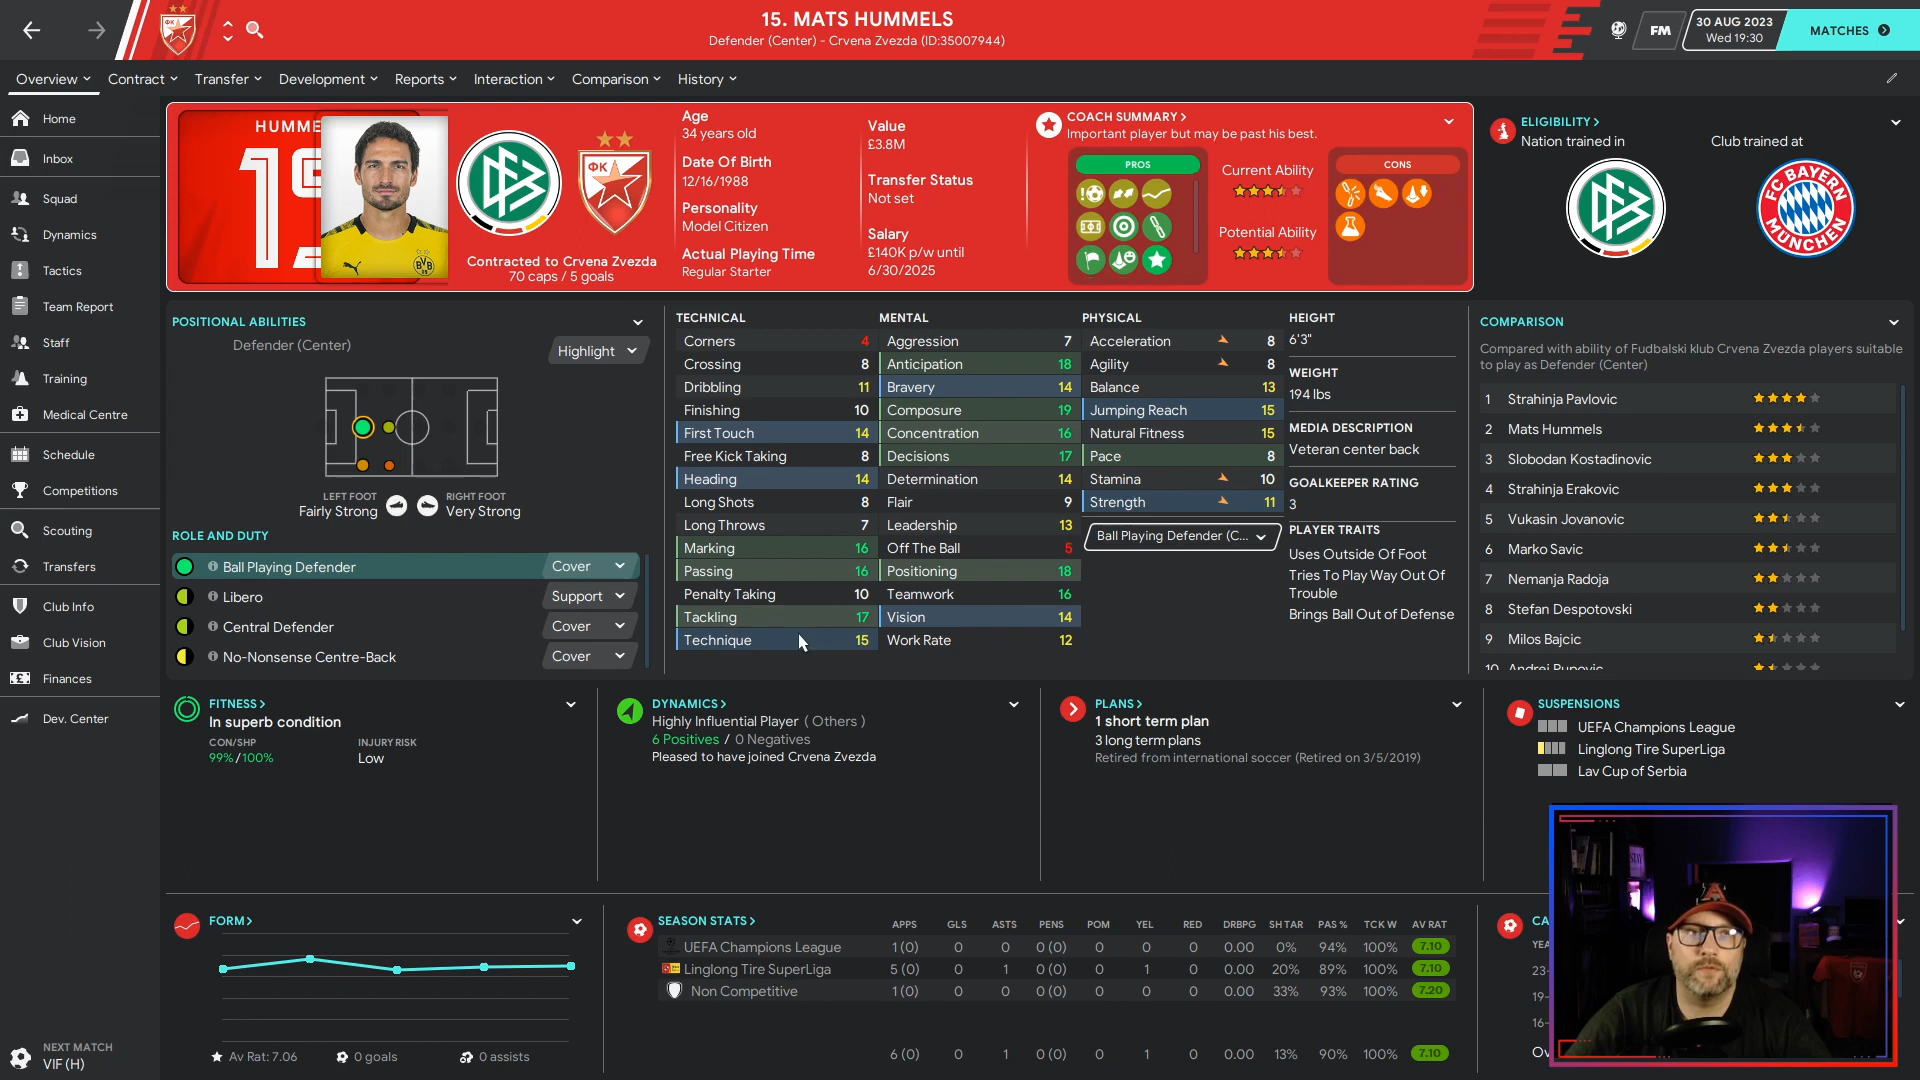 15. MATS HUMMELS
Defender (Center) - Crvena Zvezda (ID:35007944)
FM
30 AUG 2023
Wed 19:30
MATCHES
Overview
Contract
Transfer
Development
Reports
Interaction
Comparison
History
Home
Inbox
Squad
Dynamics
Tactics
Team Report
Staff
Training
Medical Centre
Schedule
Competitions
Scouting
Transfers
Club Info
Club Vision
Finances
Dev. Center
NEXT MATCH
VIF (H)
HUMME
BVB
09
ФК
Contracted to Crvena Zvezda
70 caps / 5 goals
Age
34 years old
Date Of Birth
12/16/1988
Personality
Model Citizen
Actual Playing Time
Regular Starter
Value
£3.8M
Transfer Status
Not set
Salary
£140K p/w until
6/30/2025
COACH SUMMARY
Important player but may be past his best.
PROS
Current Ability
Potential Ability
CONS
ELIGIBILITY
Nation trained in
Club trained at
FC BAYERN
MÜNCHEN
POSITIONAL ABILITIES
Defender (Center)
Highlight
LEFT FOOT
Fairly Strong
RIGHT FOOT
Very Strong
ROLE AND DUTY
Ball Playing Defender Cover
Libero Support
Central Defender Cover
No-Nonsense Centre-Back Cover
TECHNICAL
Corners 4
Crossing 8
Dribbling 11
Finishing 10
First Touch 14
Free Kick Taking 8
Heading 14
Long Shots 8
Long Throws 7
Marking 16
Passing 16
Penalty Taking 10
Tackling 17
Technique 15
MENTAL
Aggression 7
Anticipation 18
Bravery 14
Composure 19
Concentration 16
Decisions 17
Determination 14
Flair 9
Leadership 13
Off The Ball 5
Positioning 18
Teamwork 16
Vision 14
Work Rate 12
PHYSICAL
Acceleration 8
Agility 8
Balance 13
Jumping Reach 15
Natural Fitness 15
Pace 8
Stamina 10
Strength 11
Ball Playing Defender (C...
HEIGHT
6'3"
WEIGHT
194 lbs
MEDIA DESCRIPTION
Veteran center back
GOALKEEPER RATING
3
PLAYER TRAITS
Uses Outside Of Foot
Tries To Play Way Out Of
Trouble
Brings Ball Out of Defense
COMPARISON
Compared with ability of Fudbalski klub Crvena Zvezda players suitable
to play as Defender (Center)
1 Strahinja Pavlovic
2 Mats Hummels
3 Slobodan Kostadinovic
4 Strahinja Erakovic
5 Vukasin Jovanovic
6 Marko Savic
7 Nemanja Radoja
8 Stefan Despotovski
9 Milos Bajcic
FITNESS
In superb condition
CON/SHP
99%/100%
INJURY RISK
Low
DYNAMICS
Highly Influential Player ( Others )
6 Positives / 0 Negatives
Pleased to have joined Crvena Zvezda
PLANS
1 short term plan
3 long term plans
Retired from international soccer (Retired on 3/5/2019)
SUSPENSIONS
UEFA Champions League
Linglong Tire SuperLiga
Lav Cup of Serbia
FORM
Av Rat: 7.06
0 goals
0 assists
SEASON STATS APPS GLS ASTS PENS POM YEL RED DRBPG SH TAR PAS % TCK W AV RAT
UEFA Champions League 1 (0) 0 0 0 (0) 0 0 0 0.00 0% 94% 100% 7.10
Linglong Tire SuperLiga 5 (0) 0 1 0 (0) 0 1 0 0.00 20% 89% 100% 7.10
Non Competitive 1 (0) 0 0 0 (0) 0 0 0 0.00 33% 93% 100% 7.20
6 (0) 0 1 0 (0) 0 1 0 0.00 13% 90% 100% 7.10
CA
YEA
23-
19-
16-
Ov